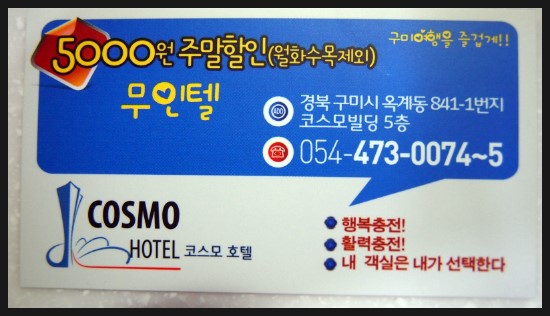 구미여행을 즐겁게!!
5000원 주말할인(월화수목제외)
무인텔
ADD 경북 구미시 옥계동 841-1번지
코스모빌딩 5층
054-473-0074~5
COSMO
HOTEL 코스모 호텔
행복충전!
활력충전!
내 객실은 내가 선택한다